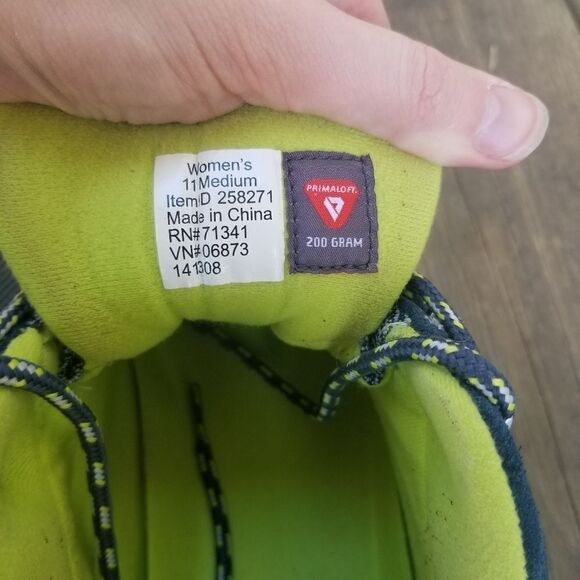 Women's
11 Medium
Item ID 258271
Made in China
RN#71341
VN#06873
141308
PRIMALOFT
200 GRAM